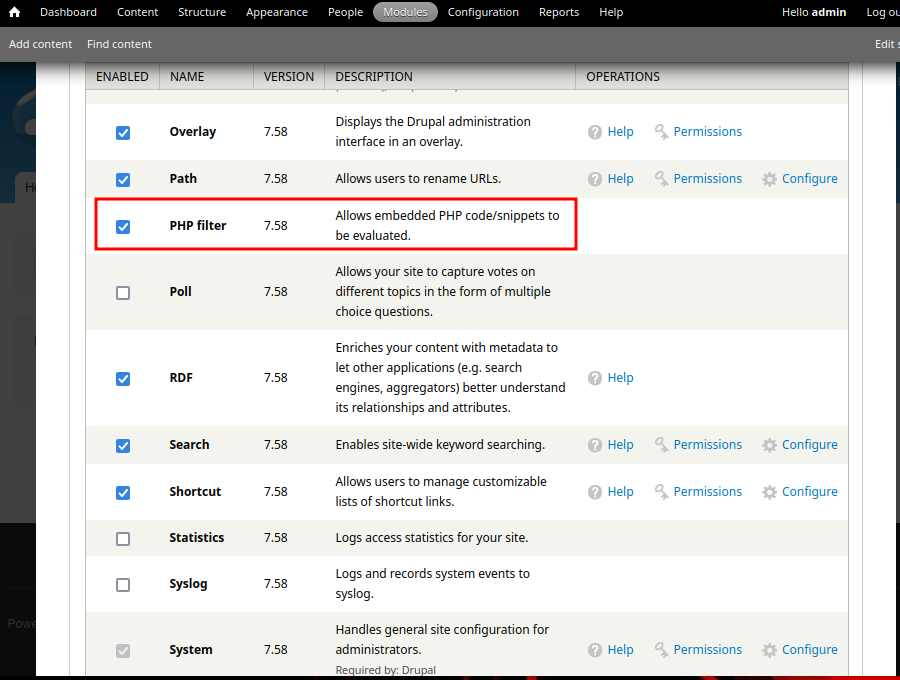 Dashboard Content Structure Appearance People Modules Configuration Reports Help Hello admin Log ou
Add content Find content Edit s
ENABLED NAME VERSION DESCRIPTION OPERATIONS
Overlay 7.58 Displays the Drupal administration Help Permissions
interface in an overlay.
Path 7.58 Allows users to rename URLs. Help Permissions Configure
PHP filter 7.58 Allows embedded PHP code/snippets to
be evaluated.
Poll 7.58 Allows your site to capture votes on
different topics in the form of multiple
choice questions.
RDF 7.58 Enriches your content with metadata to Help
let other applications (e.g. search
engines, aggregators) better understand
its relationships and attributes.
Search 7.58 Enables site-wide keyword searching. Help Permissions Configure
Shortcut 7.58 Allows users to manage customizable Help Permissions Configure
lists of shortcut links.
Statistics 7.58 Logs access statistics for your site.
Syslog 7.58 Logs and records system events to
syslog.
System 7.58 Handles general site configuration for Help Permissions Configure
administrators.
Required by: Drupal
Powe